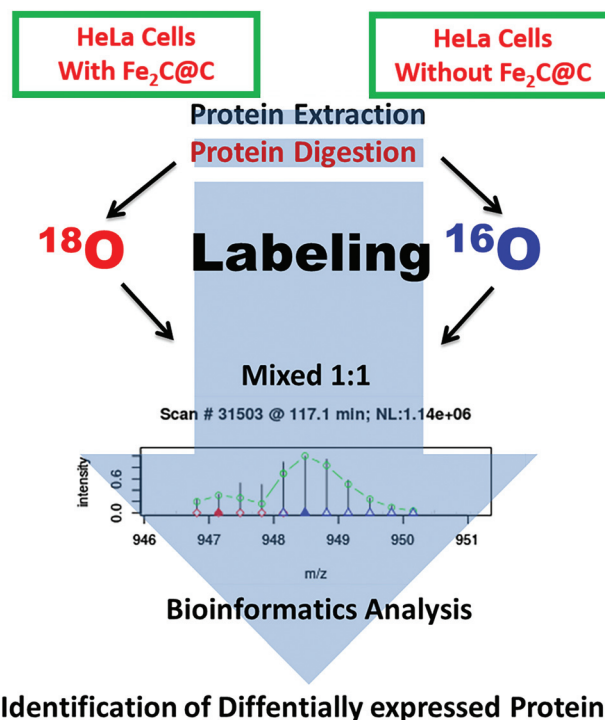 HeLa Cells
With Fe₂C@C
HeLa Cells
Without Fe₂C@C
Protein Extraction
Protein Digestion
¹⁸O
Labeling
¹⁶O
Mixed 1:1
Scan # 31503 @ 117.1 min; NL:1.14e+06
intensity
0.6
0.0
946 947 948 949 950 951
m/z
Bioinformatics Analysis
Identification of Diffentially expressed Protein